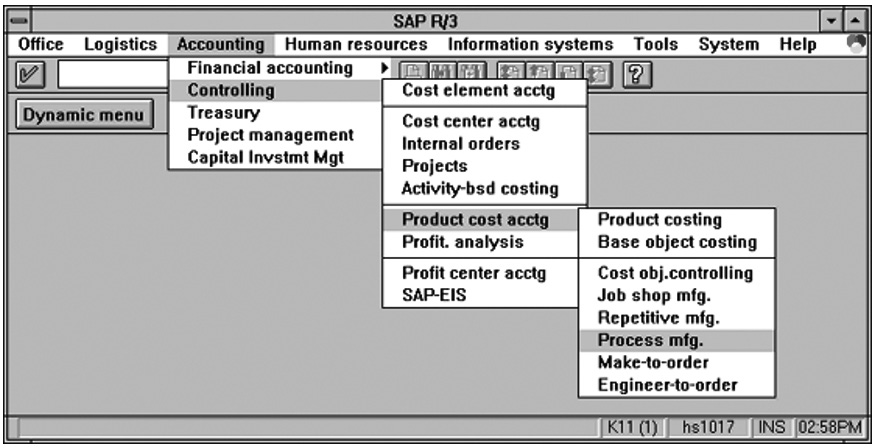 SAP R/3
Office Logistics Accounting Human resources Information systems Tools System Help
Financial accounting
Controlling
Treasury
Project management
Capital Invstmt Mgt
Dynamic menu
Cost element acctg
Cost center acctg
Internal orders
Projects
Activity-bsd costing
Product cost acctg
Profit. analysis
Profit center acctg
SAP-EIS
Product costing
Base object costing
Cost obj.controlling
Job shop mfg.
Repetitive mfg.
Process mfg.
Make-to-order
Engineer-to-order
K11 (1) hs1017 INS 02:58PM